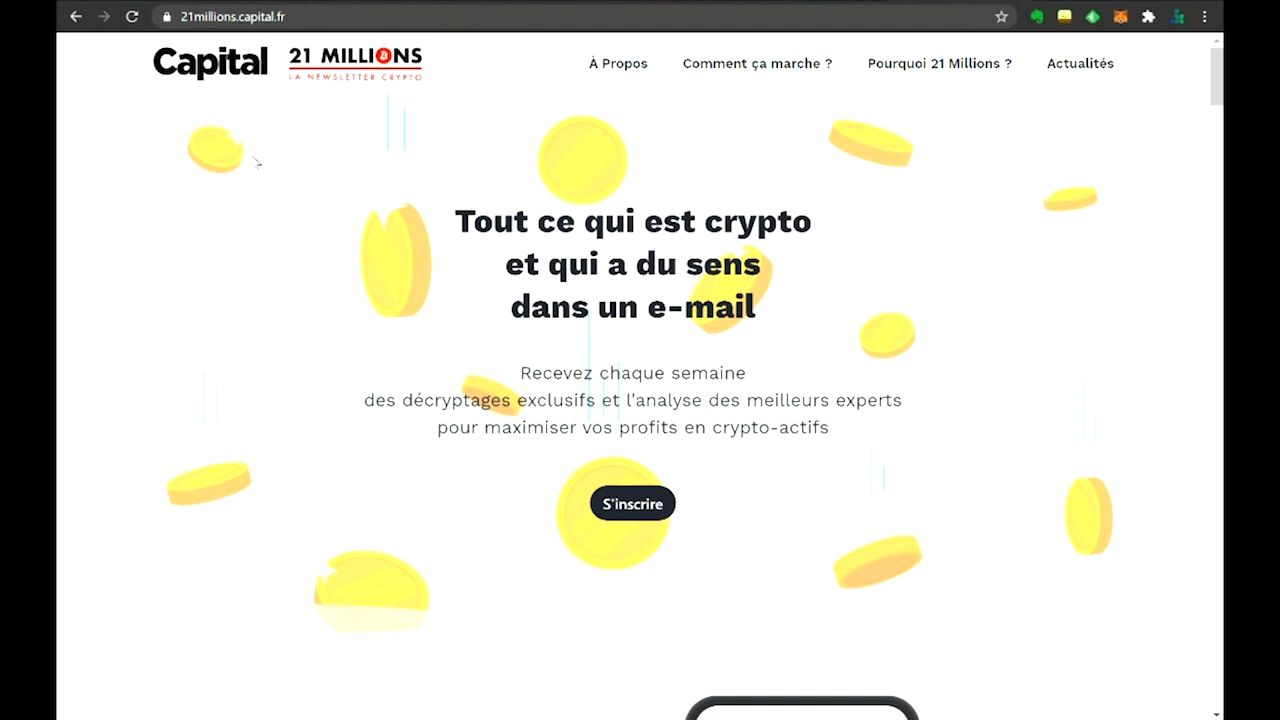 21millions.capital.fr
Capital
21 MILLIONS
LA NEWSLETTER CRYPTO
À Propos
Comment ça marche ?
Pourquoi 21 Millions ?
Actualités
Tout ce qui est crypto
et qui a du sens
dans un e-mail
Recevez chaque semaine
des décryptages exclusifs et l'analyse des meilleurs experts
pour maximiser vos profits en crypto-actifs
S'inscrire